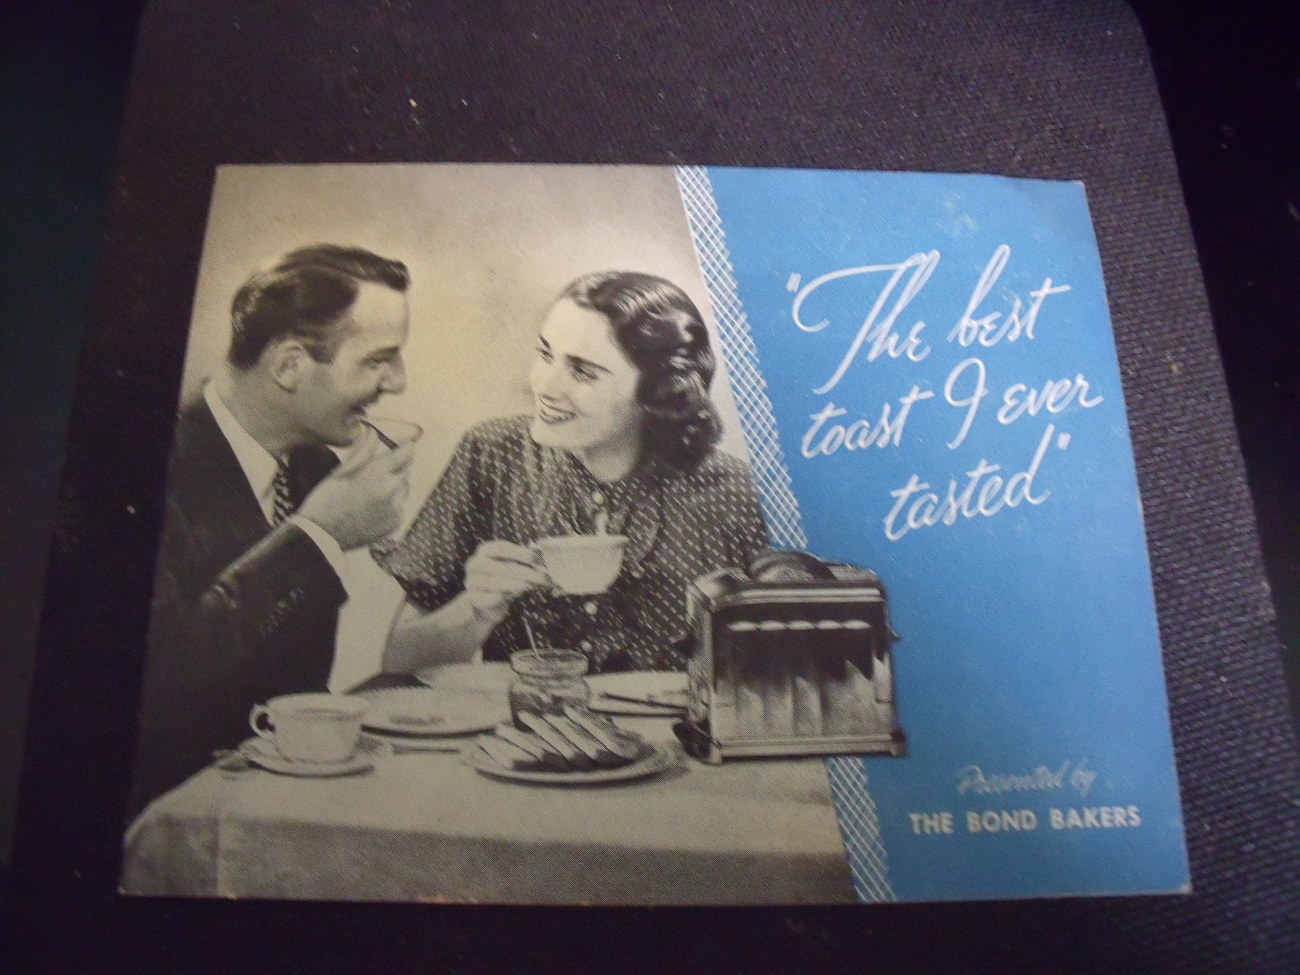 "The best
toast I ever
tasted"
Presented by
THE BOND BAKERS